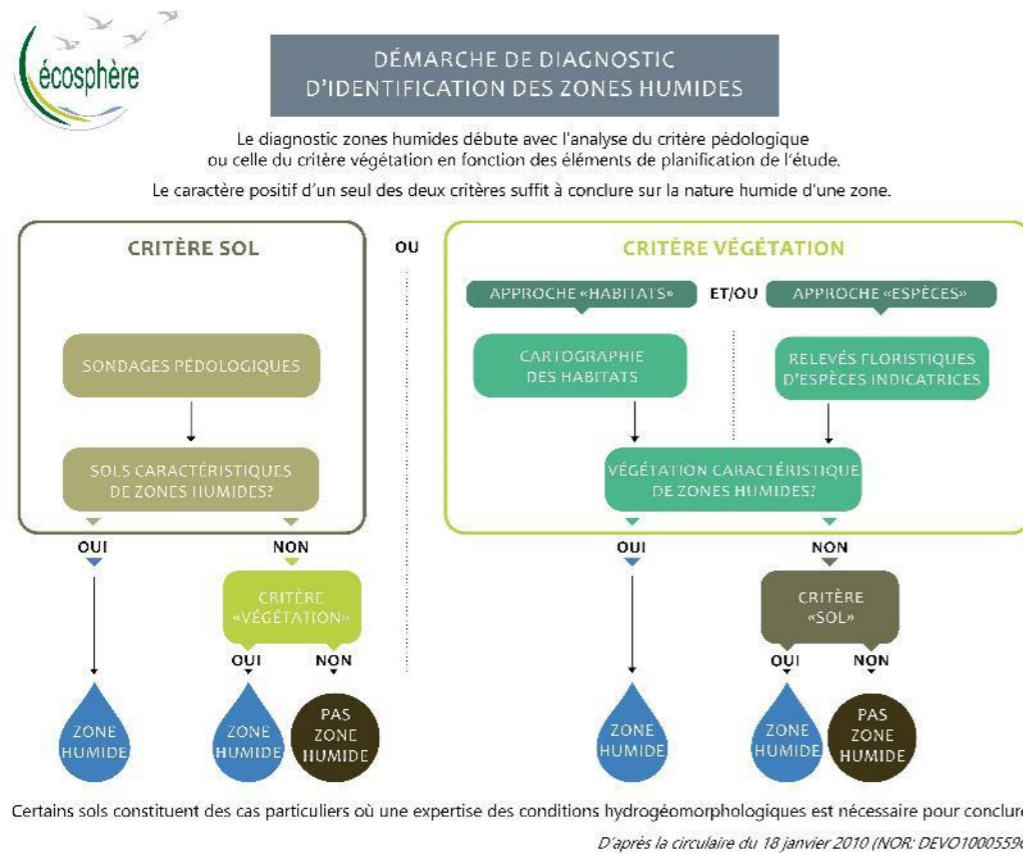 écosphère
DÉMARCHE DE DIAGNOSTIC
D'IDENTIFICATION DES ZONES HUMIDES
Le diagnostic zones humides débute avec l'analyse du critère pédologique
ou celle du critère végétation en fonction des éléments de planification de l'étude.
Le caractère positif d'un seul des deux critères suffit à conclure sur la nature humide d'une zone.
CRITÈRE SOL
SONDAGES PÉDOLOGIQUES
SOLS CARACTÉRISTIQUES
DE ZONES HUMIDES?
OUI
NON
CRITÈRE
«VÉGÉTATION»
OUI
NON
ZONE
HUMIDE
ZONE
HUMIDE
PAS
ZONE
HUMIDE
OU
CRITÈRE VÉGÉTATION
APPROCHE «HABITATS»
ET/OU
APPROCHE «ESPÈCES»
CARTOGRAPHIE
DES HABITATS
RELEVÉS FLORISTIQUES
D'ESPÈCES INDICATRICES
VÉGÉTATION CARACTÉRISTIQUE
DE ZONES HUMIDES?
OUI
NON
CRITÈRE
«SOL»
OUI
NON
ZONE
HUMIDE
ZONE
HUMIDE
PAS
ZONE
HUMIDE
Certains sols constituent des cas particuliers où une expertise des conditions hydrogéomorphologiques est nécessaire pour conclure
D'après la circulaire du 18 janvier 2010 (NOR: